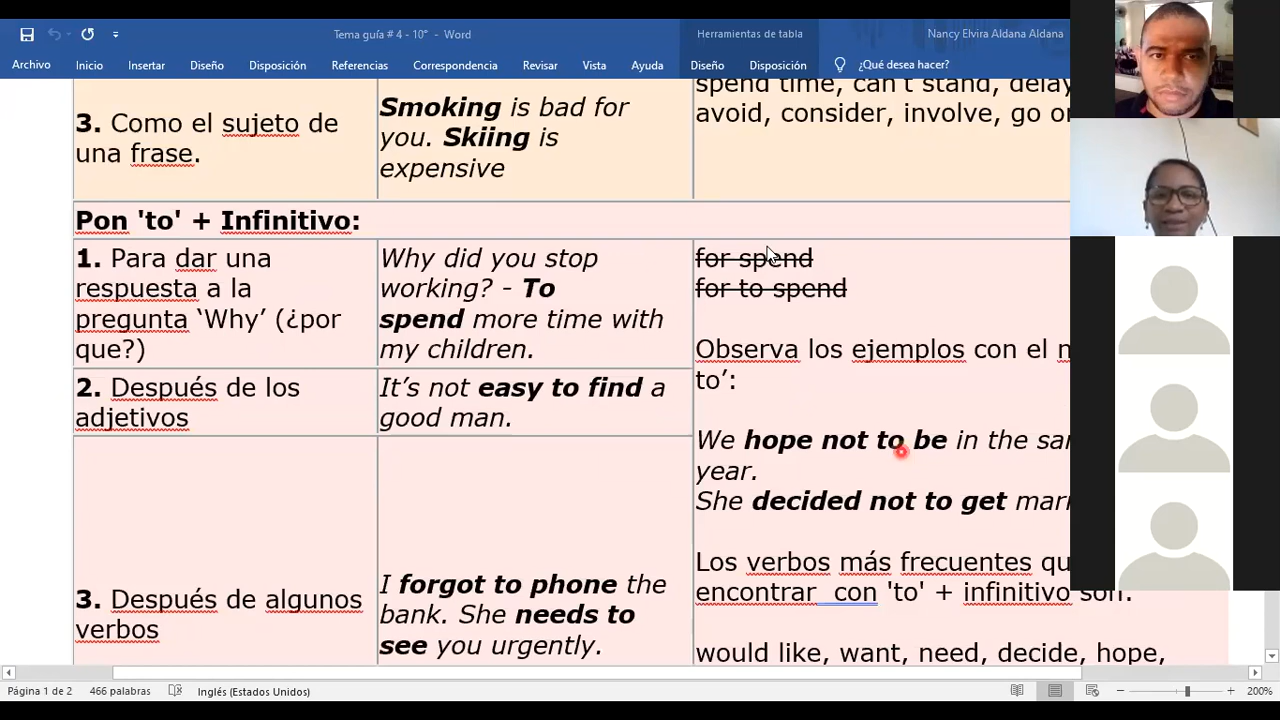 Tema guía # 4 - 10° - Word
Herramientas de tabla
Nancy Elvira Aldana Aldana
Archivo
Inicio
Insertar
Diseño
Disposición
Referencias
Correspondencia
Revisar
Vista
Ayuda
Diseño
Disposición
¿Qué desea hacer?
3. Como el sujeto de
una frase.
Smoking is bad for
you. Skiing is
expensive
spend time, can't stand, delay
avoid, consider, involve, go
Pon 'to' + Infinitivo:
1. Para dar una
respuesta a la
pregunta ‘Why’ (¿por
que?)
Why did you stop
working? - To
spend more time with
my children.
for spend
for to spend
Observa los ejemplos con el
to’:
2. Después de los
adjetivos
It’s not easy to find a
good man.
We hope not to be in the
year.
She decided not to get
3. Después de algunos
verbos
I forgot to phone the
bank. She needs to
see you urgently.
Los verbos más frecuentes
encontrar con 'to' + infinitivo son:
would like, want, need, decide, hope,
Página 1 de 2
466 palabras
Inglés (Estados Unidos)
200%